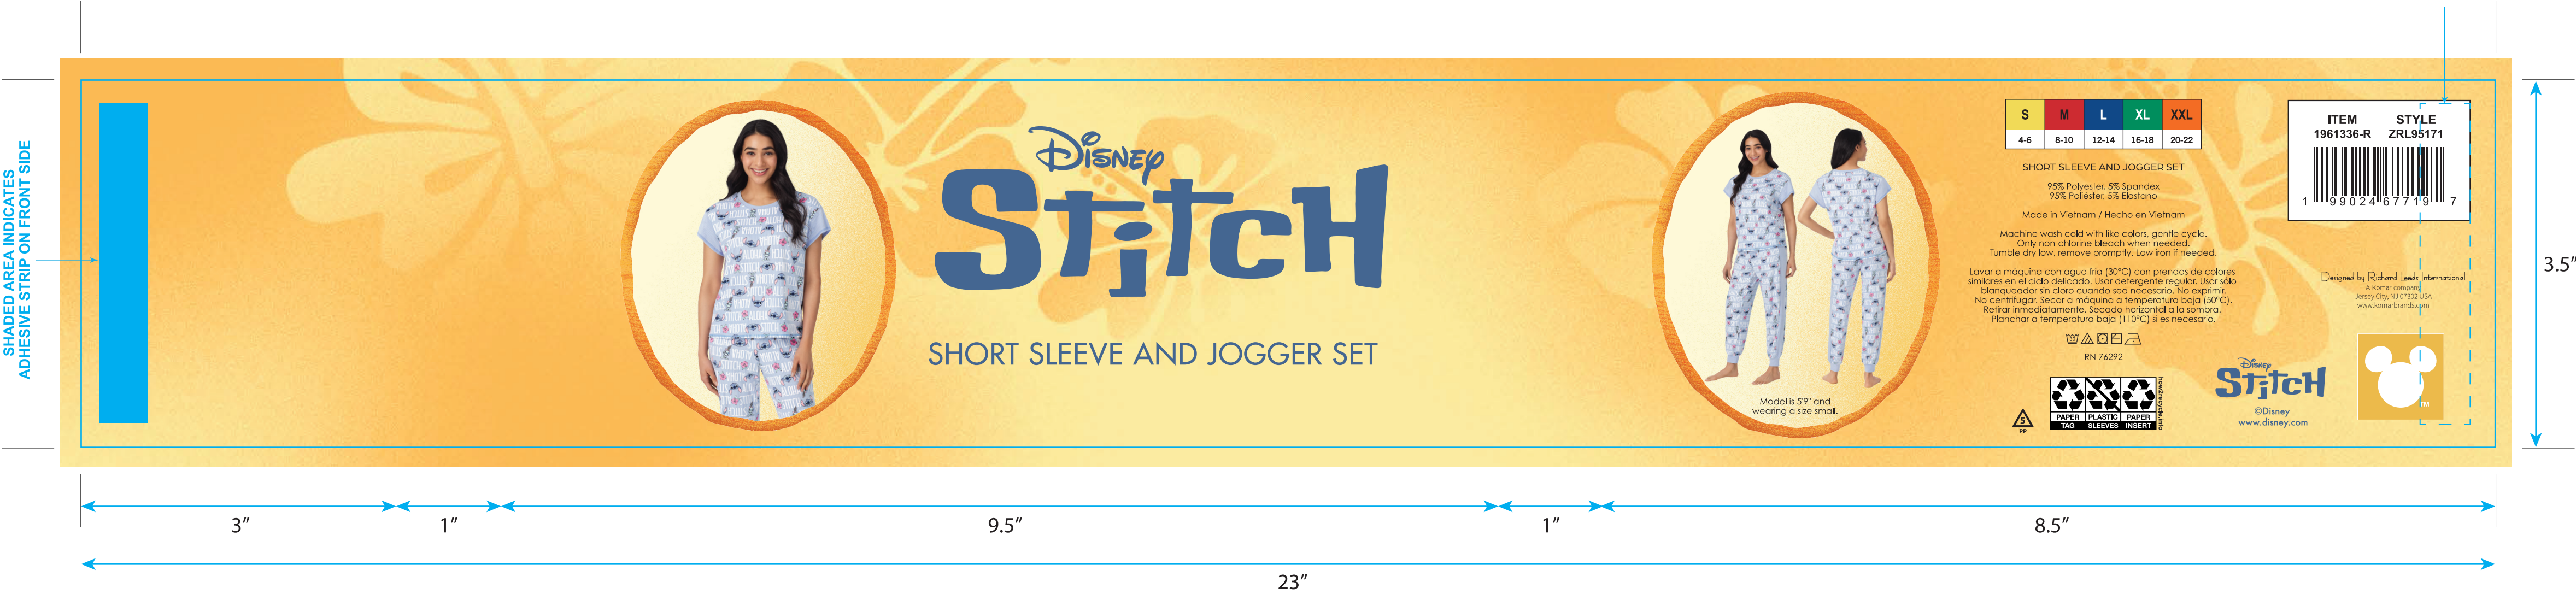 SHADED AREA INDICATES
ADHESIVE STRIP ON FRONT SIDE
Disney
Stitch
SHORT SLEEVE AND JOGGER SET
Model is 5'9" and
wearing a size small.
S M L XL XXL
4-6 8-10 12-14 16-18 20-22
SHORT SLEEVE AND JOGGER SET
95% Polyester, 5% Spandex
95% Poliéster, 5% Elastano
Made in Vietnam / Hecho en Vietnam
Machine wash cold with like colors, gentle cycle.
Only non-chlorine bleach when needed.
Tumble dry low, remove promptly. Low iron if needed.
Lavar a máquina con agua fría (30°C) con prendas de colores
similares en el ciclo delicado. Usar detergente regular. Usar sólo
blanqueador sin cloro cuando sea necesario. No exprimir.
No centrifugar. Secar a máquina a temperatura baja (50°C).
Retirar inmediatamente. Secado horizontal a la sombra.
Planchar a temperatura baja (110°C) si es necesario.
RN 76292
5
PP
PAPER PLASTIC PAPER
TAG SLEEVES INSERT
how2recycle.info
Disney
Stitch
©Disney
www.disney.com
ITEM STYLE
1961336-R ZRL95171
1 99024 67719 7
Designed by Richard Leeds International
A Komar company
Jersey City, NJ 07302 USA
www.komarbrands.com
TM
3.5"
3" 1" 9.5" 1" 8.5"
23"